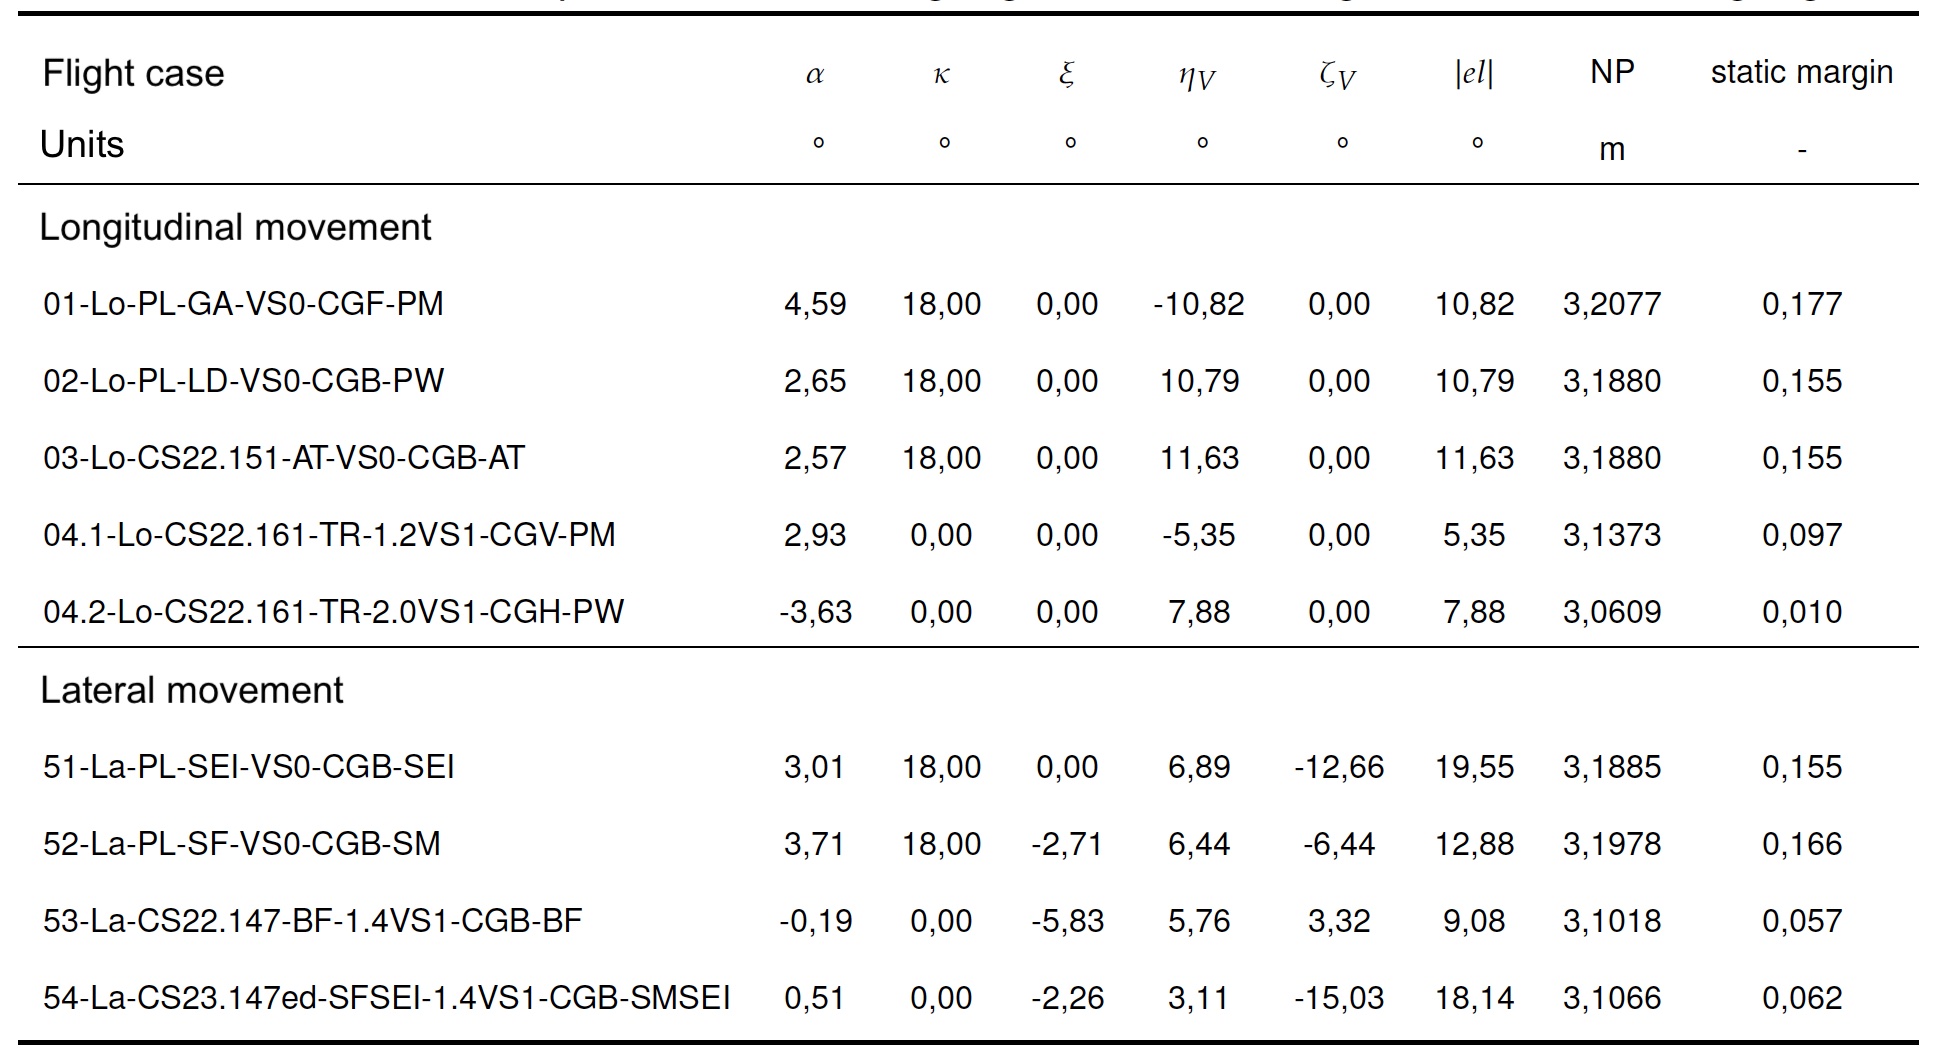 Flight case α κ ξ ηV ζV |el| NP static margin
Units ° ° ° ° ° ° m -
Longitudinal movement
01-Lo-PL-GA-VS0-CGF-PM 4,59 18,00 0,00 -10,82 0,00 10,82 3,2077 0,177
02-Lo-PL-LD-VS0-CGB-PW 2,65 18,00 0,00 10,79 0,00 10,79 3,1880 0,155
03-Lo-CS22.151-AT-VS0-CGB-AT 2,57 18,00 0,00 11,63 0,00 11,63 3,1880 0,155
04.1-Lo-CS22.161-TR-1.2VS1-CGV-PM 2,93 0,00 0,00 -5,35 0,00 5,35 3,1373 0,097
04.2-Lo-CS22.161-TR-2.0VS1-CGH-PW -3,63 0,00 0,00 7,88 0,00 7,88 3,0609 0,010
Lateral movement
51-La-PL-SEI-VS0-CGB-SEI 3,01 18,00 0,00 6,89 -12,66 19,55 3,1885 0,155
52-La-PL-SF-VS0-CGB-SM 3,71 18,00 -2,71 6,44 -6,44 12,88 3,1978 0,166
53-La-CS22.147-BF-1.4VS1-CGB-BF -0,19 0,00 -5,83 5,76 3,32 9,08 3,1018 0,057
54-La-CS23.147ed-SFSEI-1.4VS1-CGB-SMSEI 0,51 0,00 -2,26 3,11 -15,03 18,14 3,1066 0,062